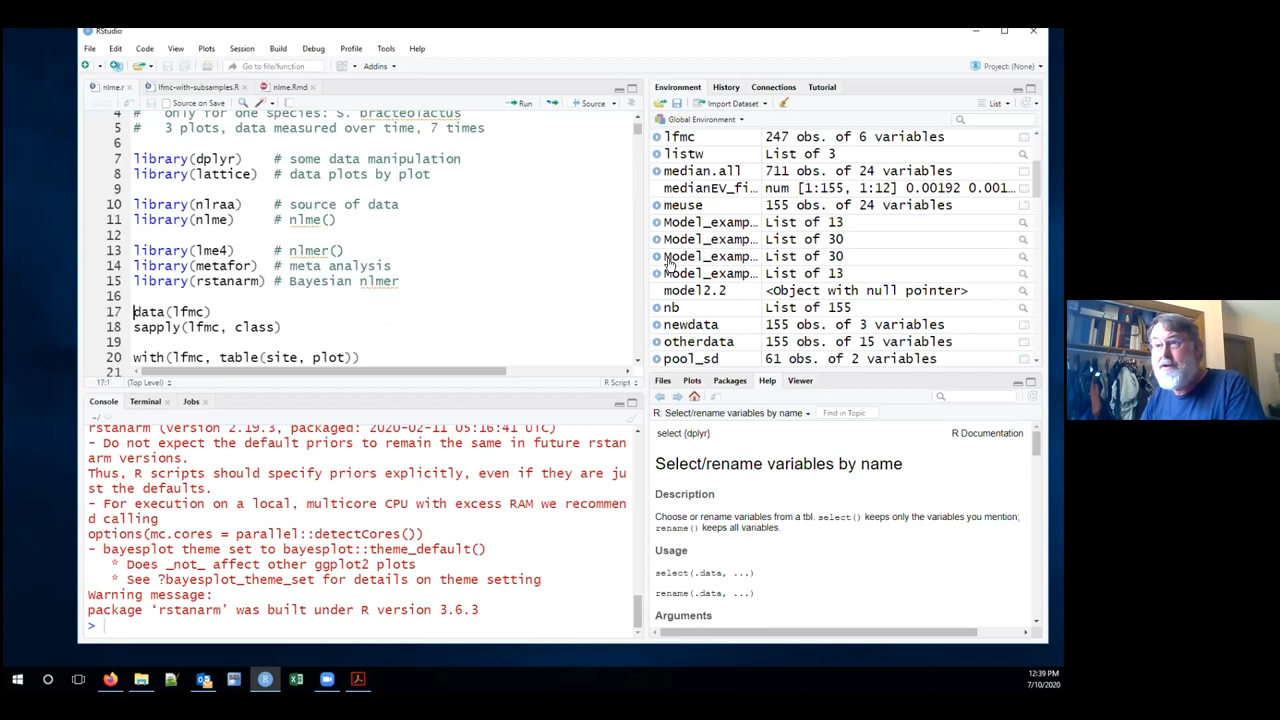 RStudio
File Edit Code View Plots Session Build Debug Profile Tools Help
Go to file/function Addins Project: (None)
nlme.r lfmc-with-subsamples.R nlme.Rmd
Source on Save Run Source
4 # only for one species: S. bracteolactus
5 # 3 plots, data measured over time, 7 times
6
7 library(dplyr) # some data manipulation
8 library(lattice) # data plots by plot
9
10 library(nlraa) # source of data
11 library(nlme) # nlme()
12
13 library(lme4) # nlmer()
14 library(metafor) # meta analysis
15 library(rstanarm) # Bayesian nlmer
16
17 data(lfmc)
18 sapply(lfmc, class)
19
20 with(lfmc, table(site, plot))
21
17:1 (Top Level) R Script
Console Terminal Jobs
~/
rstanarm (Version 2.19.3, packaged: 2020-02-11 05:16:41 UTC)
- Do not expect the default priors to remain the same in future rstan
arm versions.
Thus, R scripts should specify priors explicitly, even if they are ju
st the defaults.
- For execution on a local, multicore CPU with excess RAM we recommen
d calling
options(mc.cores = parallel::detectCores())
- bayesplot theme set to bayesplot::theme_default()
* Does _not_ affect other ggplot2 plots
* See ?bayesplot_theme_set for details on theme setting
Warning message:
package ‘rstanarm’ was built under R version 3.6.3
>
Environment History Connections Tutorial
Import Dataset List
Global Environment
lfmc 247 obs. of 6 variables
listw List of 3
median.all 711 obs. of 24 variables
medianEV_fi… num [1:155, 1:12] 0.00192 0.001...
meuse 155 obs. of 24 variables
Model_examp… List of 13
Model_examp… List of 30
Model_examp… List of 30
Model_examp… List of 13
model2.2 <Object with null pointer>
nb List of 155
newdata 155 obs. of 3 variables
otherdata 155 obs. of 15 variables
pool_sd 61 obs. of 2 variables
Files Plots Packages Help Viewer
R: Select/rename variables by name Find in Topic
select {dplyr} R Documentation
Select/rename variables by name
Description
Choose or rename variables from a tbl. select() keeps only the variables you mention;
rename() keeps all variables.
Usage
select(.data, ...)
rename(.data, ...)
Arguments
12:39 PM
7/10/2020